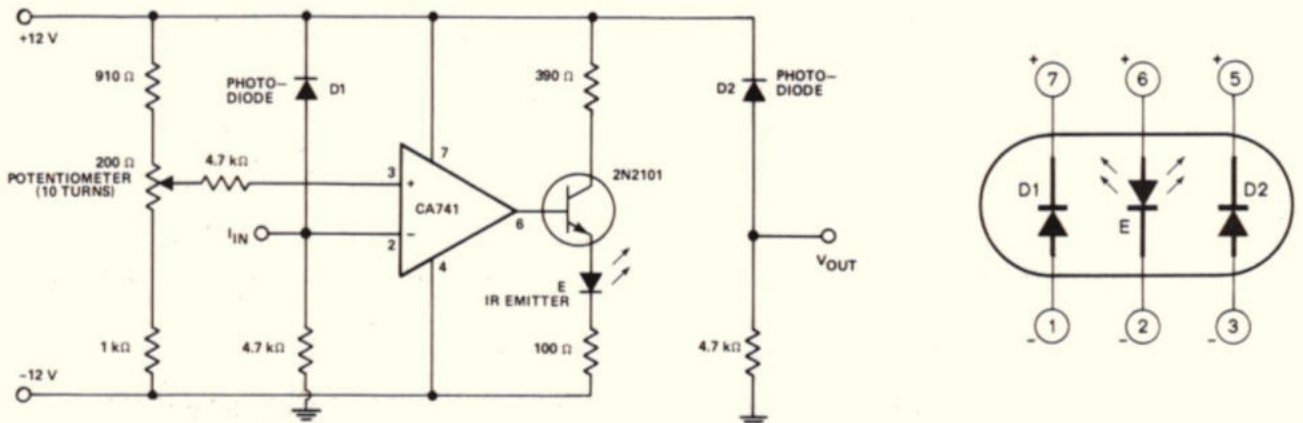 +12 V
910 Ω
200 Ω
POTENTIOMETER
(10 TURNS)
1 kΩ
-12 V
4.7 kΩ
PHOTO-
DIODE
D1
I IN
4.7 kΩ
3
+
CA741
-
2
7
6
4
390 Ω
2N2101
E
IR EMITTER
100 Ω
D2
PHOTO-
DIODE
VOUT
4.7 kΩ
+ 7
+ 6
+ 5
D1
E
D2
- 1
- 2
- 3